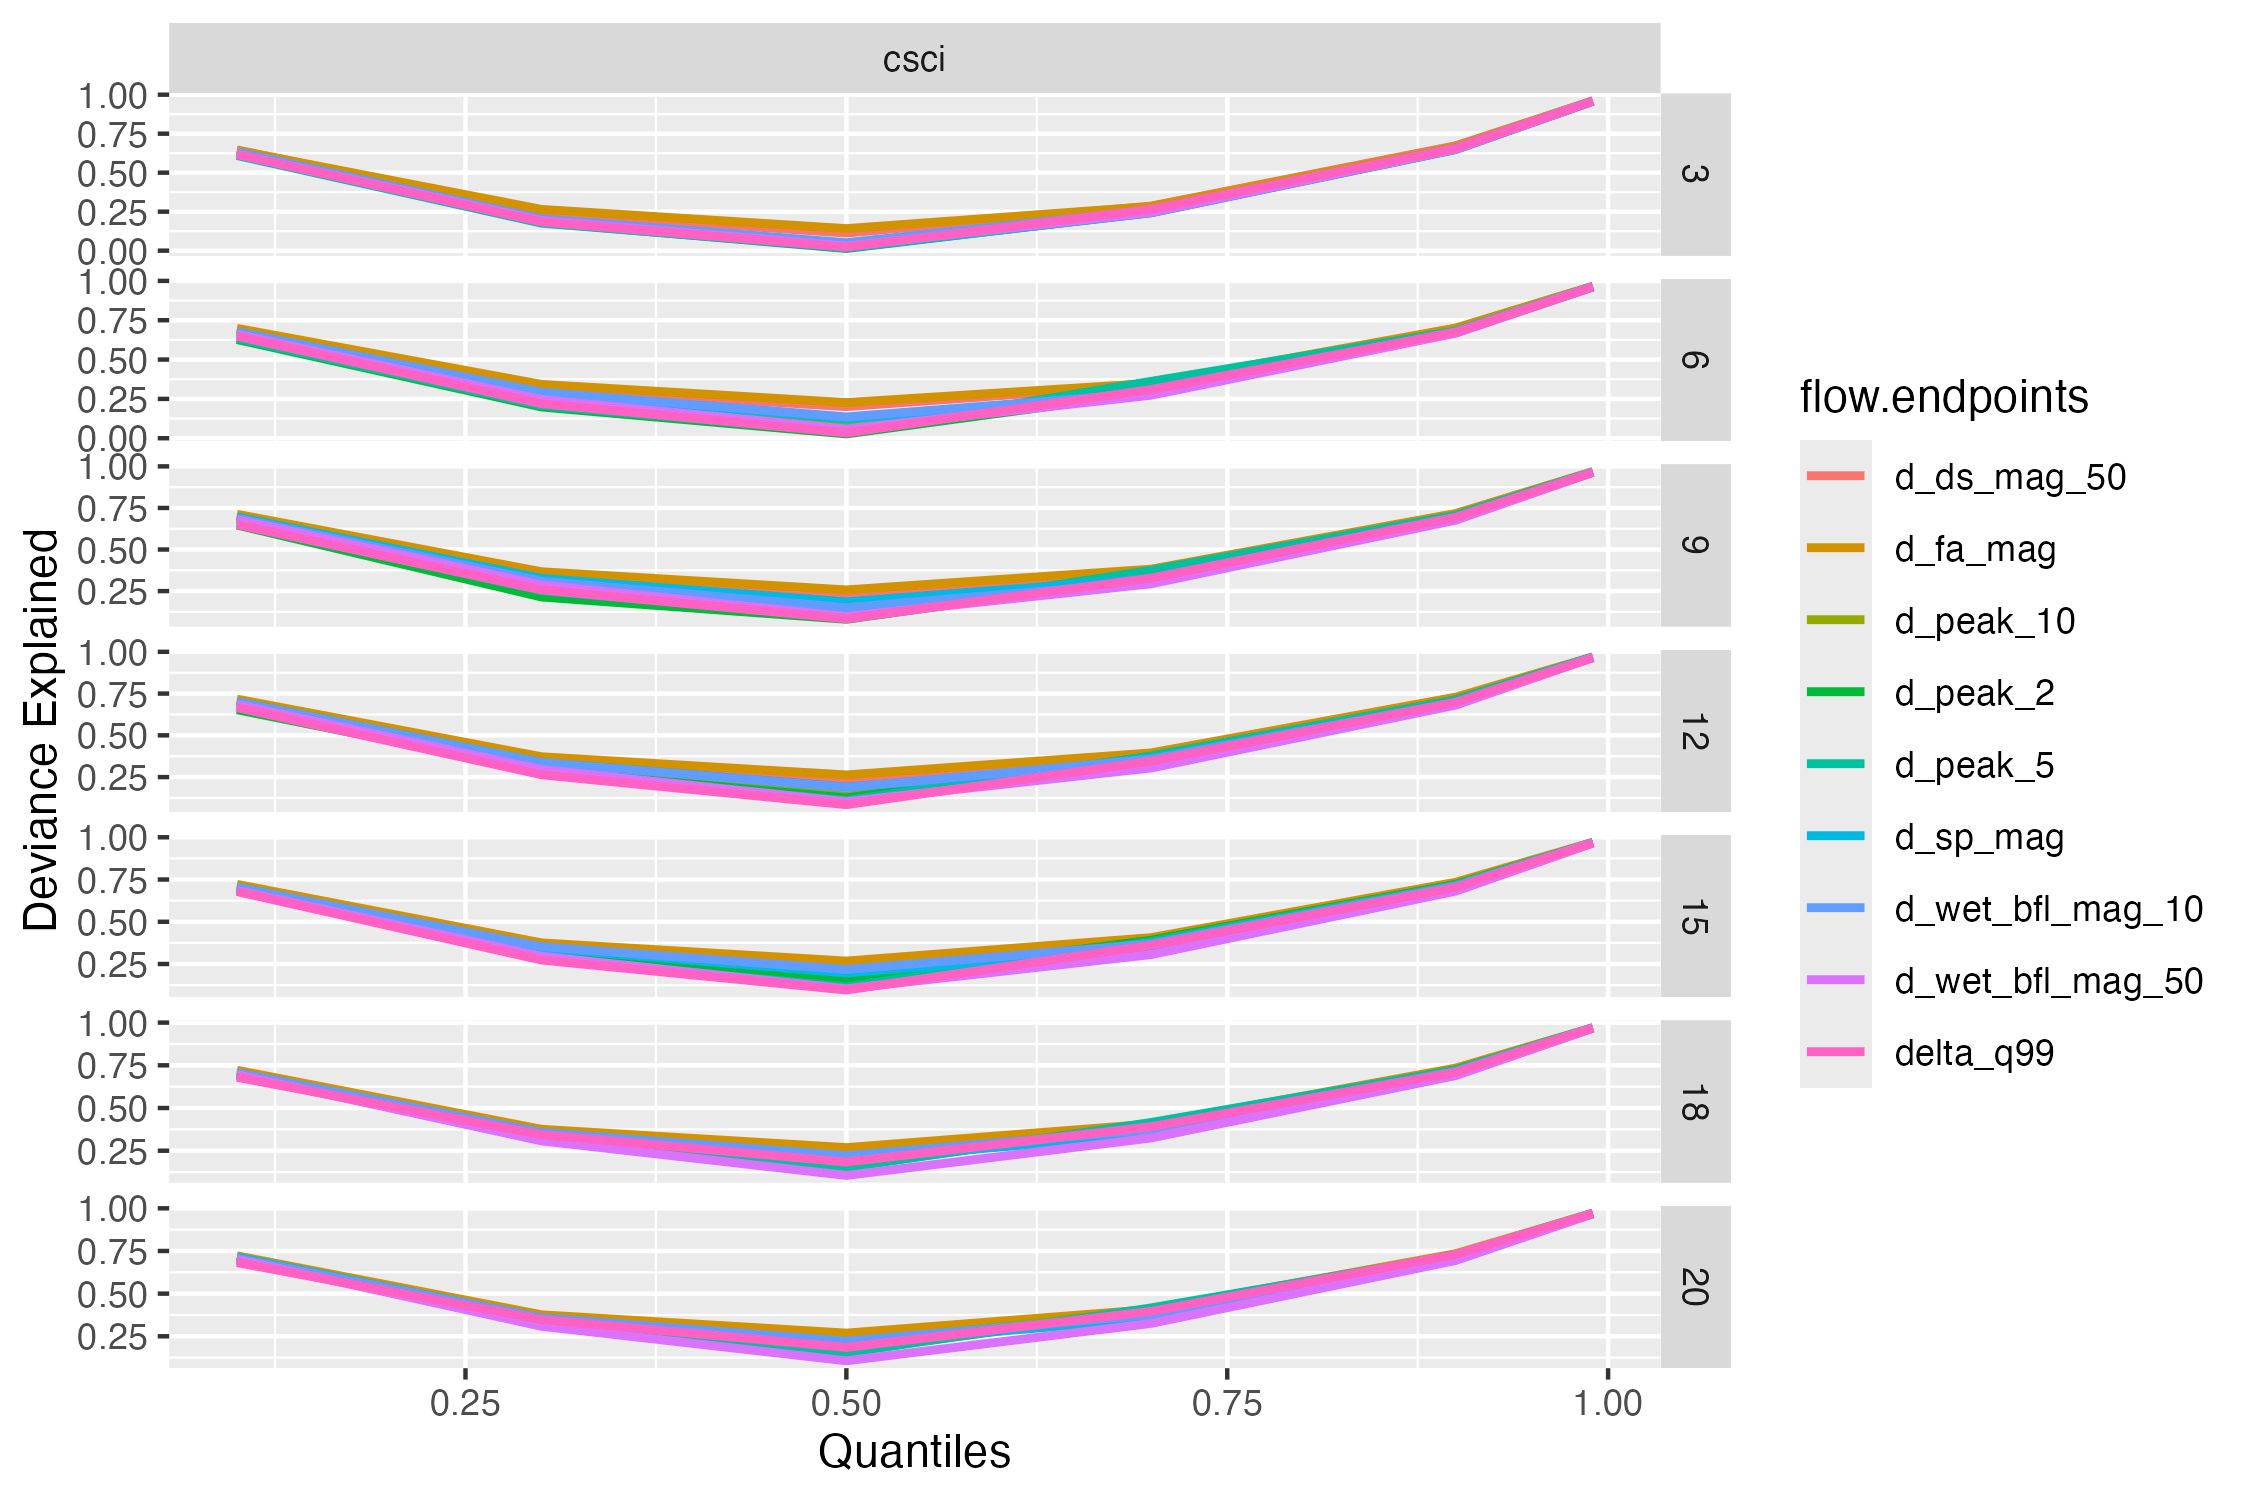 csci
Deviance Explained
1.00
0.75
0.50
0.25
0.00
3
1.00
0.75
0.50
0.25
0.00
6
1.00
0.75
0.50
0.25
9
1.00
0.75
0.50
0.25
12
1.00
0.75
0.50
0.25
15
1.00
0.75
0.50
0.25
18
1.00
0.75
0.50
0.25
20
0.25 0.50 0.75 1.00
Quantiles
flow.endpoints
d_ds_mag_50
d_fa_mag
d_peak_10
d_peak_2
d_peak_5
d_sp_mag
d_wet_bfl_mag_10
d_wet_bfl_mag_50
delta_q99